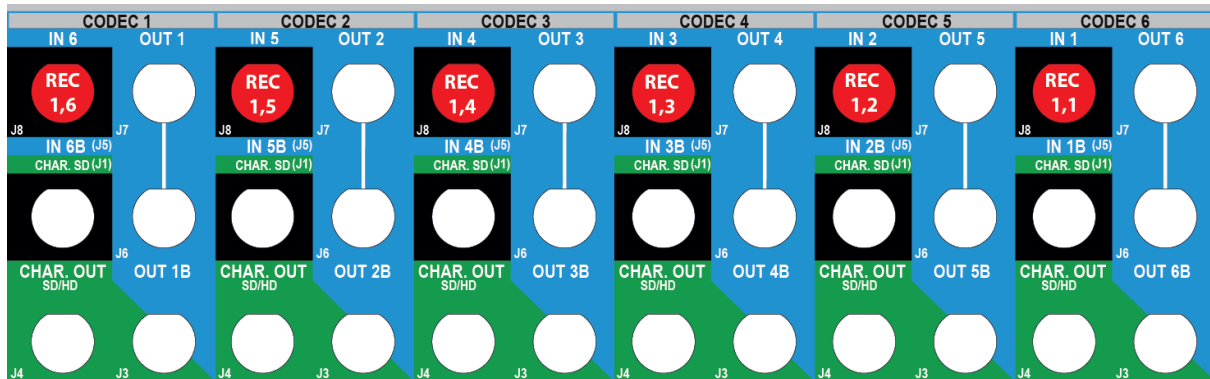 CODEC 1 CODEC 2 CODEC 3 CODEC 4 CODEC 5 CODEC 6
IN 6 OUT 1 IN 5 OUT 2 IN 4 OUT 3 IN 3 OUT 4 IN 2 OUT 5 IN 1 OUT 6
REC REC REC REC REC REC
1,6 1,5 1,4 1,3 1,2 1,1
J8 J7 J8 J7 J8 J7 J8 J7 J8 J7 J8 J7
IN 6B (J5) IN 5B (J5) IN 4B (J5) IN 3B (J5) IN 2B (J5) IN 1B (J5)
CHAR. SD (J1) CHAR. SD (J1) CHAR. SD (J1) CHAR. SD (J1) CHAR. SD (J1) CHAR. SD (J1)
J6 J6 J6 J6 J6 J6
CHAR. OUT OUT 1B CHAR. OUT OUT 2B CHAR. OUT OUT 3B CHAR. OUT OUT 4B CHAR. OUT OUT 5B CHAR. OUT OUT 6B
SD/HD SD/HD SD/HD SD/HD SD/HD SD/HD
J4 J3 J4 J3 J4 J3 J4 J3 J4 J3 J4 J3